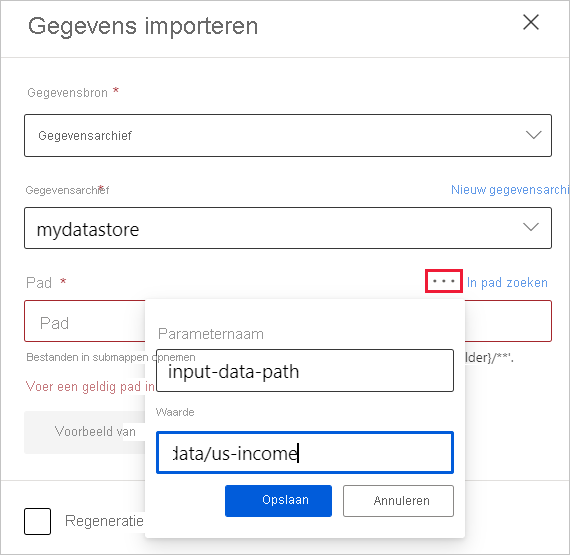 Gegevens importeren
Gegevensbron *
Gegevensarchief
Gegevensarchief*
Nieuw gegevensarchi
mydatastore
Pad *
In pad zoeken
Pad
Parameternaam
Bestanden in submappen opnemen
lder}/**'.
input-data-path
Voer een geldig pad in
Waarde
Voorbeeld van
data/us-income
Opslaan
Annuleren
Regeneratie